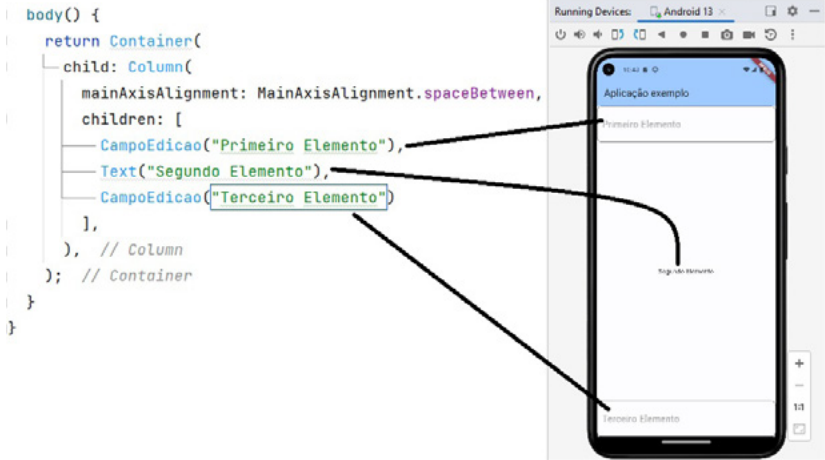 body() {
return Container(
child: Column(
mainAxisAlignment: MainAxisAlignment.spaceBetween,
children: [
CampoEdicao("Primeiro Elemento"),
Text("Segundo Elemento"),
CampoEdicao("Terceiro Elemento")
],
), // Column
); // Container
}
}
Running Devices: Android 13
Aplicação exemplo
Primeiro Elemento
Segundo Elemento
Terceiro Elemento
1:1